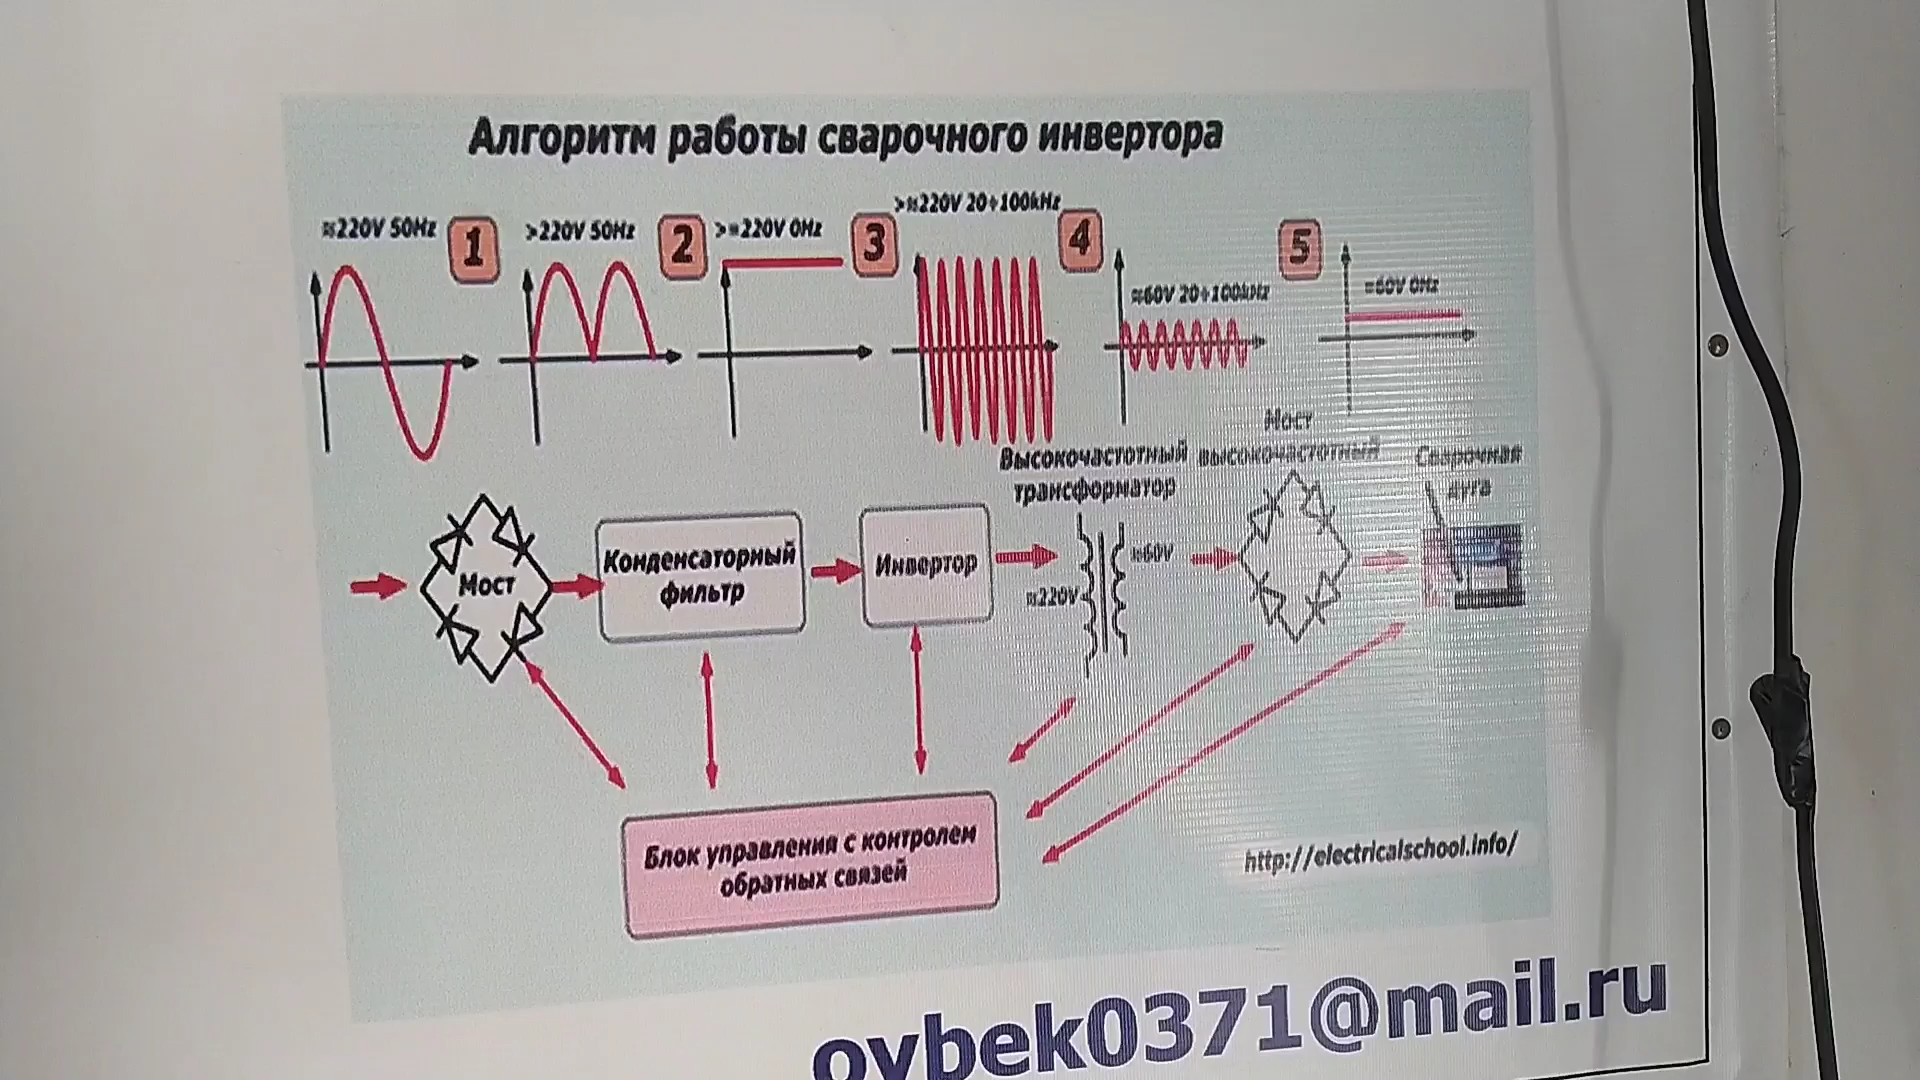 Алгоритм работы сварочного инвертора
≈220V 50Hz
1
>220V 50Hz
2
>=220V 0Hz
3
>≈220V 20÷100kHz
4
≈60V 20÷100kHz
5
=60V 0Hz
Мост
Конденсаторный
фильтр
Инвертор
Высокочастотный
трансформатор
≈220V
≈60V
Мост
высокочастотный
Сварочная
дуга
Блок управления с контролем
обратных связей
http://electricalschool.info/
oybek0371@mail.ru